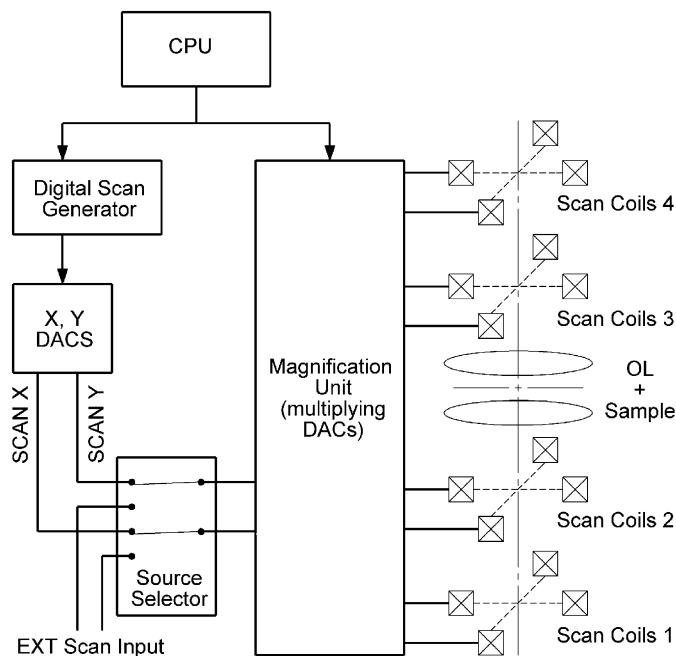 CPU
Digital Scan
Generator
X, Y
DACS
SCAN X
SCAN Y
Source
Selector
EXT Scan Input
Magnification
Unit
(multiplying
DACs)
Scan Coils 4
Scan Coils 3
OL
+
Sample
Scan Coils 2
Scan Coils 1